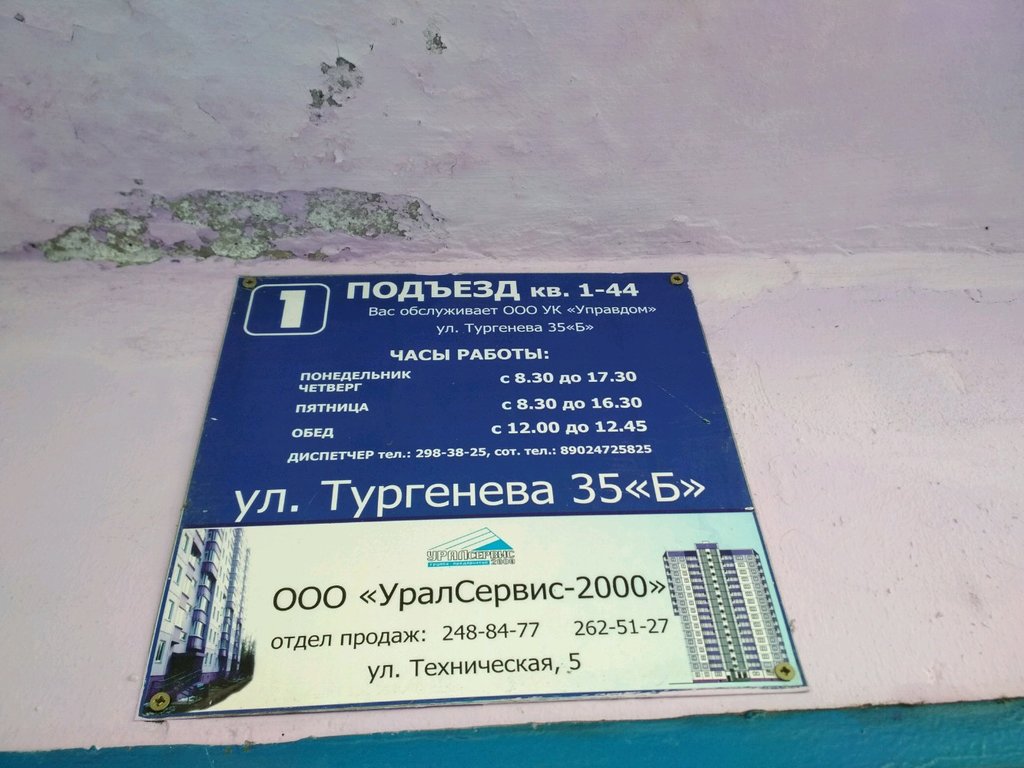 1 ПОДЪЕЗД кв. 1-44
Вас обслуживает ООО УК «Управдом»
ул. Тургенева 35«Б»
ЧАСЫ РАБОТЫ:
ПОНЕДЕЛЬНИК
ЧЕТВЕРГ с 8.30 до 17.30
ПЯТНИЦА с 8.30 до 16.30
ОБЕД с 12.00 до 12.45
ДИСПЕТЧЕР тел.: 298-38-25, сот. тел.: 89024725825
ул. Тургенева 35«Б»
УРАЛСЕРВИС
группа предприятий 2000
ООО «УралСервис-2000»
отдел продаж: 248-84-77 262-51-27
ул. Техническая, 5